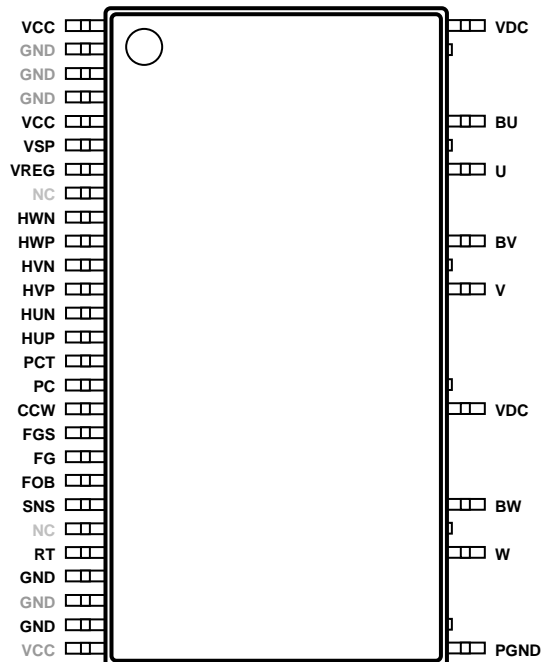 VCC
GND
GND
GND
VCC
VSP
VREG
NC
HWN
HWP
HVN
HVP
HUN
HUP
PCT
PC
CCW
FGS
FG
FOB
SNS
NC
RT
GND
GND
GND
VCC
VDC
BU
U
BV
V
VDC
BW
W
PGND